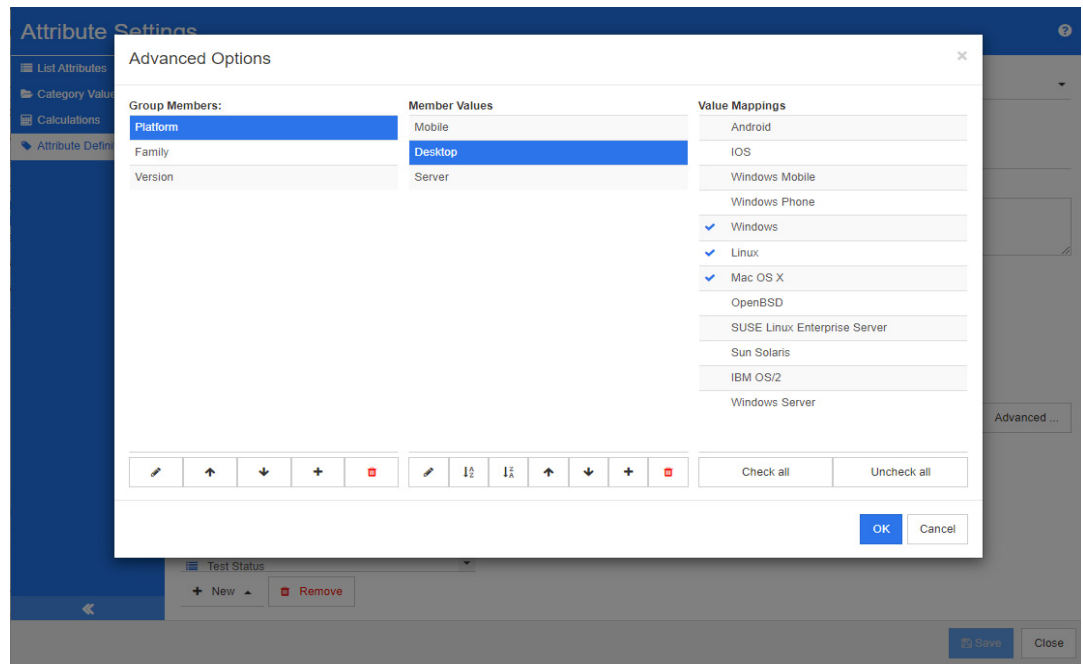 Attribute Settings
List Attributes
Category Value
Calculations
Attribute Defini
Advanced Options
Group Members:
Platform
Family
Version
Member Values
Mobile
Desktop
Server
Value Mappings
Android
IOS
Windows Mobile
Windows Phone
Windows
Linux
Mac OS X
OpenBSD
SUSE Linux Enterprise Server
Sun Solaris
IBM OS/2
Windows Server
Check all
Uncheck all
OK
Cancel
Advanced ...
Test Status
New
Remove
Save
Close